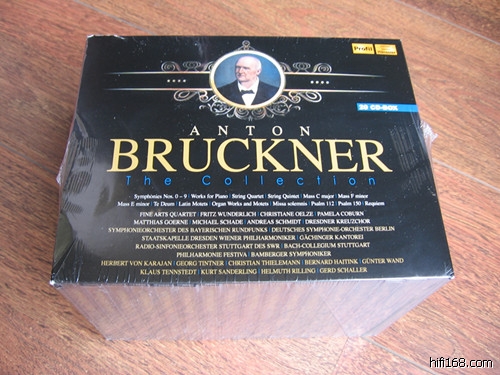 Profil
20 CD-BOX
ANTON
BRUCKNER
The Collection
Symphonies Nos. 0 – 9 | Works for Piano | String Quartet | String Quintet | Mass C major | Mass F minor
Mass E minor | Te Deum | Latin Motets | Organ Works and Motets | Missa solemnis | Psalm 112 | Psalm 150 | Requiem
FINE ARTS QUARTET | FRITZ WUNDERLICH | CHRISTIANE OELZE | PAMELA COBURN
MATTHIAS GOERNE | MICHAEL SCHADE | ANDREAS SCHMIDT | DRESDNER KREUZCHOR
SYMPHONIEORCHESTER DES BAYERISCHEN RUNDFUNKS | DEUTSCHES SYMPHONIE-ORCHESTER BERLIN
STAATSKAPELLE DRESDEN WIENER PHILHARMONIKER | GÄCHINGER KANTOREI
RADIO-SINFONIEORCHESTER STUTTGART DES SWR | BACH-COLLEGIUM STUTTGART
PHILHARMONIE FESTIVA | BAMBERGER SYMPHONIKER
HERBERT VON KARAJAN | GEORG TINTNER | CHRISTIAN THIELEMANN | BERNARD HAITINK | GÜNTER WAND
KLAUS TENNSTEDT | KURT SANDERLING | HELMUTH RILLING | GERD SCHALLER
hifi168.com